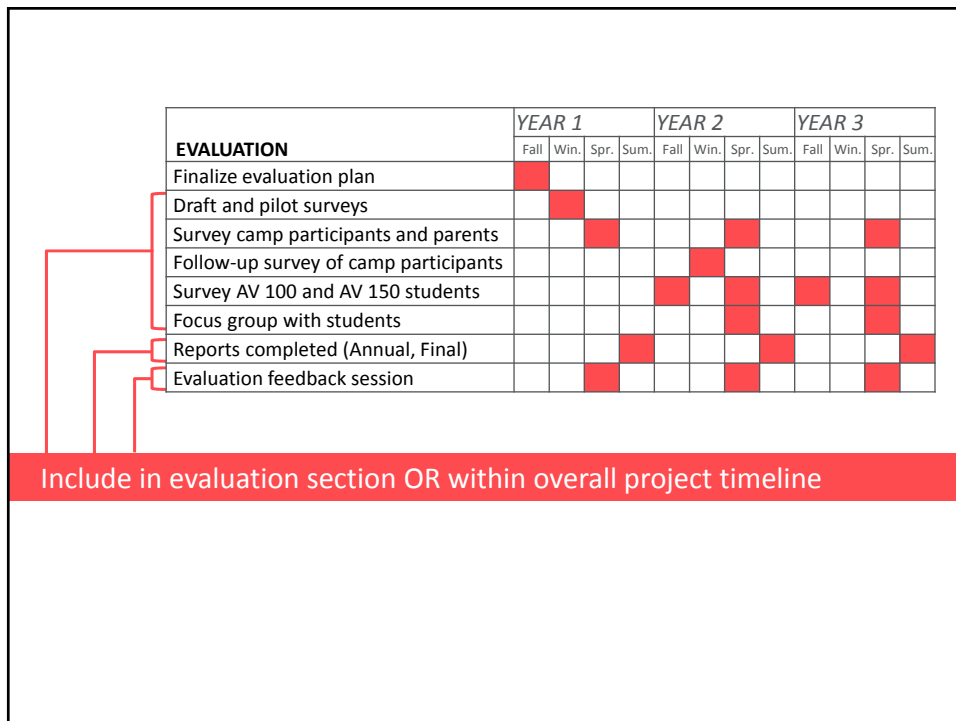 YEAR 1 YEAR 2 YEAR 3
EVALUATION Fall Win. Spr. Sum. Fall Win. Spr. Sum. Fall Win. Spr. Sum.
Finalize evaluation plan
Draft and pilot surveys
Survey camp participants and parents
Follow-up survey of camp participants
Survey AV 100 and AV 150 students
Focus group with students
Reports completed (Annual, Final)
Evaluation feedback session
Include in evaluation section OR within overall project timeline